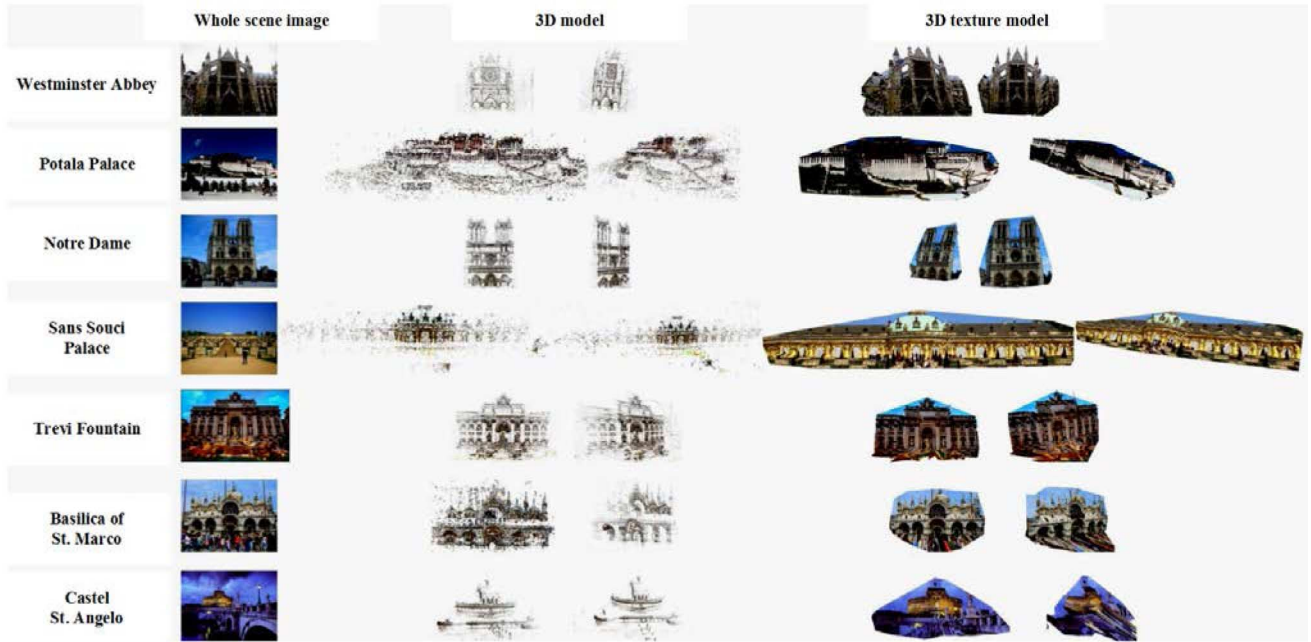 Whole scene image
3D model
3D texture model
Westminster Abbey
Potala Palace
Notre Dame
Sans Souci
Palace
Trevi Fountain
Basilica of
St. Marco
Castel
St. Angelo